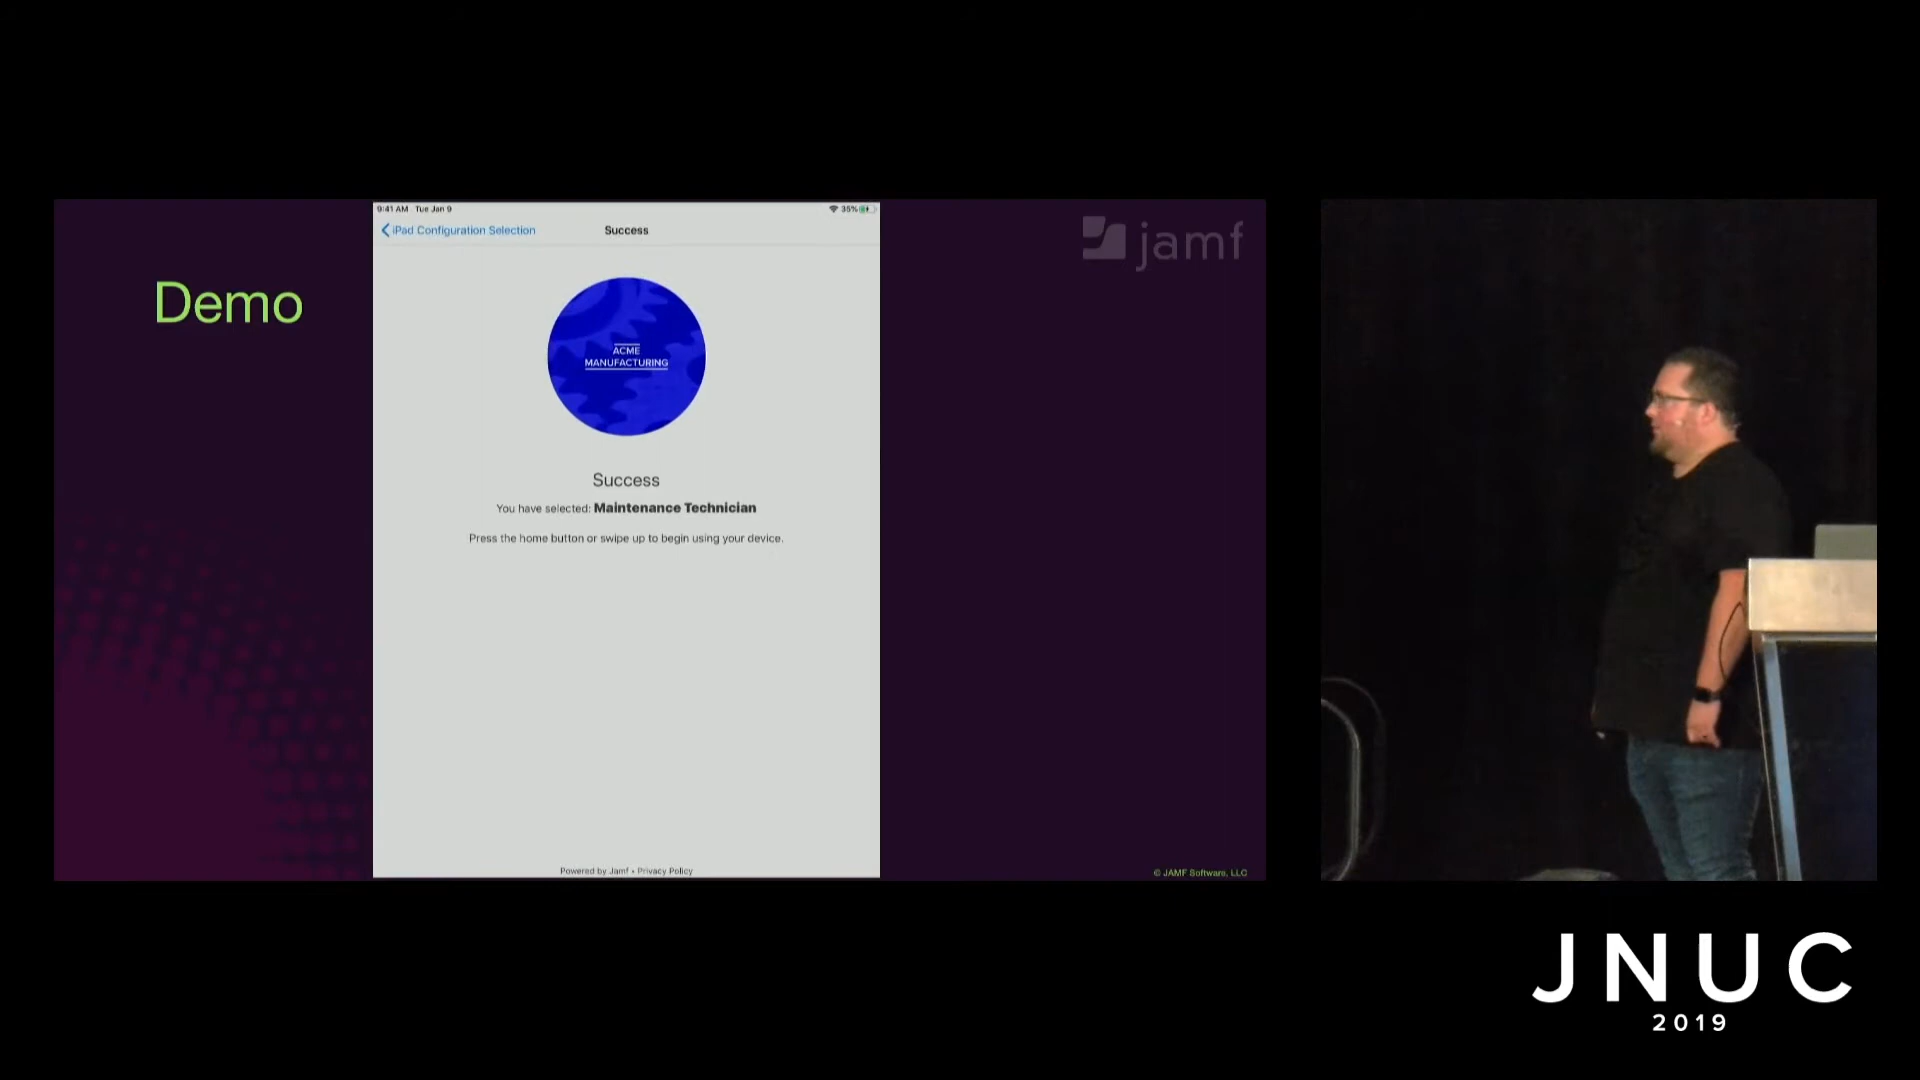 Demo
9:41 AM Tue Jan 9
35%
iPad Configuration Selection
Success
ACME
MANUFACTURING
Success
You have selected: Maintenance Technician
Press the home button or swipe up to begin using your device.
Powered by Jamf • Privacy Policy
jamf
© JAMF Software, LLC
JNUC
2019